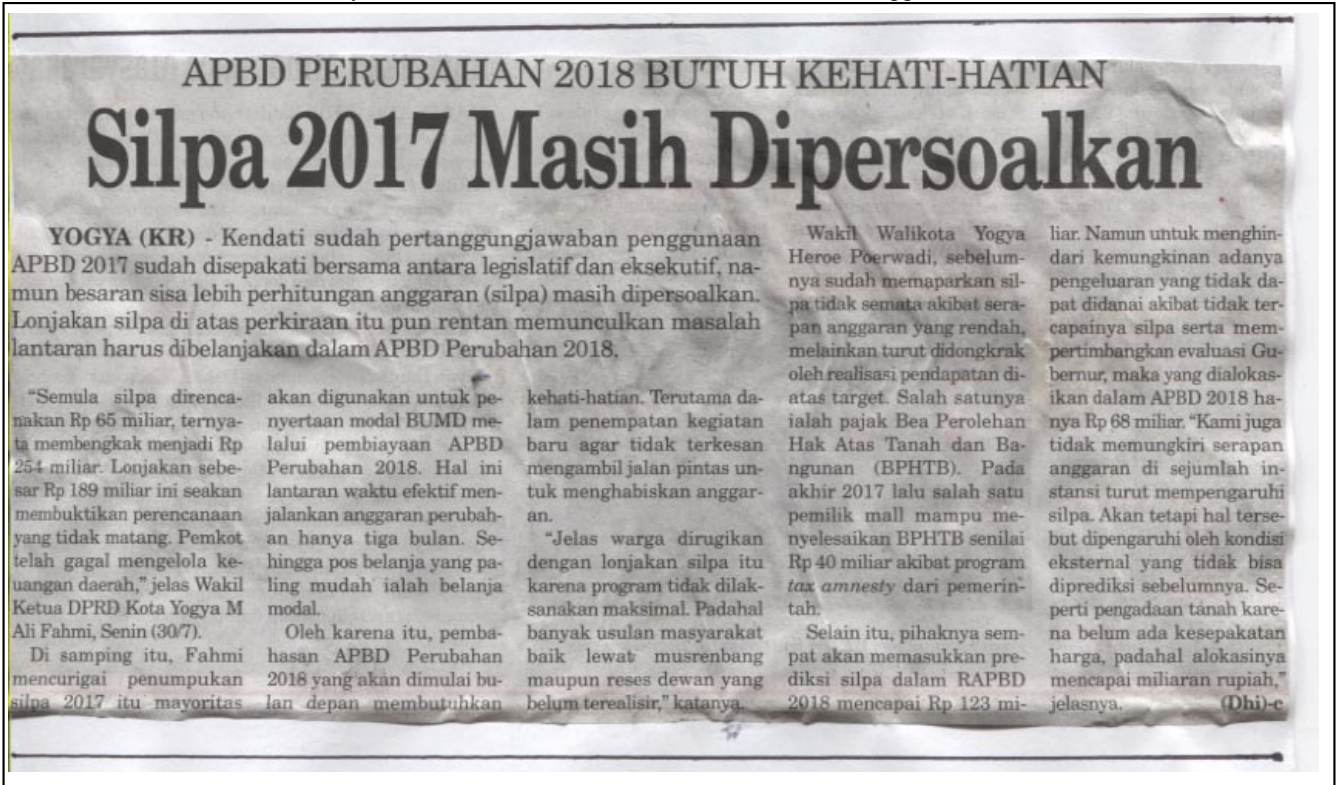 APBD PERUBAHAN 2018 BUTUH KEHATI-HATIAN
Silpa 2017 Masih Dipersoalkan
YOGYA (KR) - Kendati sudah pertanggungjawaban penggunaan
APBD 2017 sudah disepakati bersama antara legislatif dan eksekutif, na-
mun besaran sisa lebih perhitungan anggaran (silpa) masih dipersoalkan.
Lonjakan silpa di atas perkiraan itu pun rentan memunculkan masalah
lantaran harus dibelanjakan dalam APBD Perubahan 2018.
"Semula silpa direnca-
nakan Rp 65 miliar, ternya-
ta membengkak menjadi Rp
254 miliar. Lonjakan sebe-
sar Rp 189 miliar ini seakan
membuktikan perencanaan
yang tidak matang. Pemkot
telah gagal mengelola ke-
uangan daerah," jelas Wakil
Ketua DPRD Kota Yogya M
Ali Fahmi, Senin (30/7).
Di samping itu, Fahmi
mencurigai penumpukan
silpa 2017 itu mayoritas
akan digunakan untuk pe-
nyertaan modal BUMD me-
lalui pembiayaan APBD
Perubahan 2018. Hal ini
lantaran waktu efektif men-
jalankan anggaran perubah-
an hanya tiga bulan. Se-
hingga pos belanja yang pa-
ling mudah ialah belanja
modal.
Oleh karena itu, pemba-
hasan APBD Perubahan
2018 yang akan dimulai bu-
lan depan membutuhkan
kehati-hatian. Terutama da-
lam penempatan kegiatan
baru agar tidak terkesan
mengambil jalan pintas un-
tuk menghabiskan anggar-
an.
"Jelas warga dirugikan
dengan lonjakan silpa itu
karena program tidak dilak-
sanakan maksimal. Padahal
banyak usulan masyarakat
baik lewat musrenbang
maupun reses dewan yang
belum terealisir," katanya.
Wakil Walikota Yogya
Heroe Poerwadi, sebelum-
nya sudah memaparkan sil-
pa tidak semata akibat sera-
pan anggaran yang rendah,
melainkan turut didongkrak
oleh realisasi pendapatan di-
atas target. Salah satunya
ialah pajak Bea Perolehan
Hak Atas Tanah dan Ba-
ngunan (BPHTB). Pada
akhir 2017 lalu salah satu
pemilik mall mampu me-
nyelesaikan BPHTB senilai
Rp 40 miliar akibat program
tax amnesty dari pemerin-
tah.
Selain itu, pihaknya sem-
pat akan memasukkan pre-
diksi silpa dalam RAPBD
2018 mencapai Rp 123 mi-
liar. Namun untuk menghin-
dari kemungkinan adanya
pengeluaran yang tidak da-
pat didanai akibat tidak ter-
capainya silpa serta mem-
pertimbangkan evaluasi Gu-
bernur, maka yang dialokas-
ikan dalam APBD 2018 ha-
nya Rp 68 miliar. "Kami juga
tidak memungkiri serapan
anggaran di sejumlah in-
stansi turut mempengaruhi
silpa. Akan tetapi hal terse-
but dipengaruhi oleh kondisi
eksternal yang tidak bisa
diprediksi sebelumnya. Se-
perti pengadaan tanah kare-
na belum ada kesepakatan
harga, padahal alokasinya
mencapai miliaran rupiah,"
jelasnya. (Dhi)-c